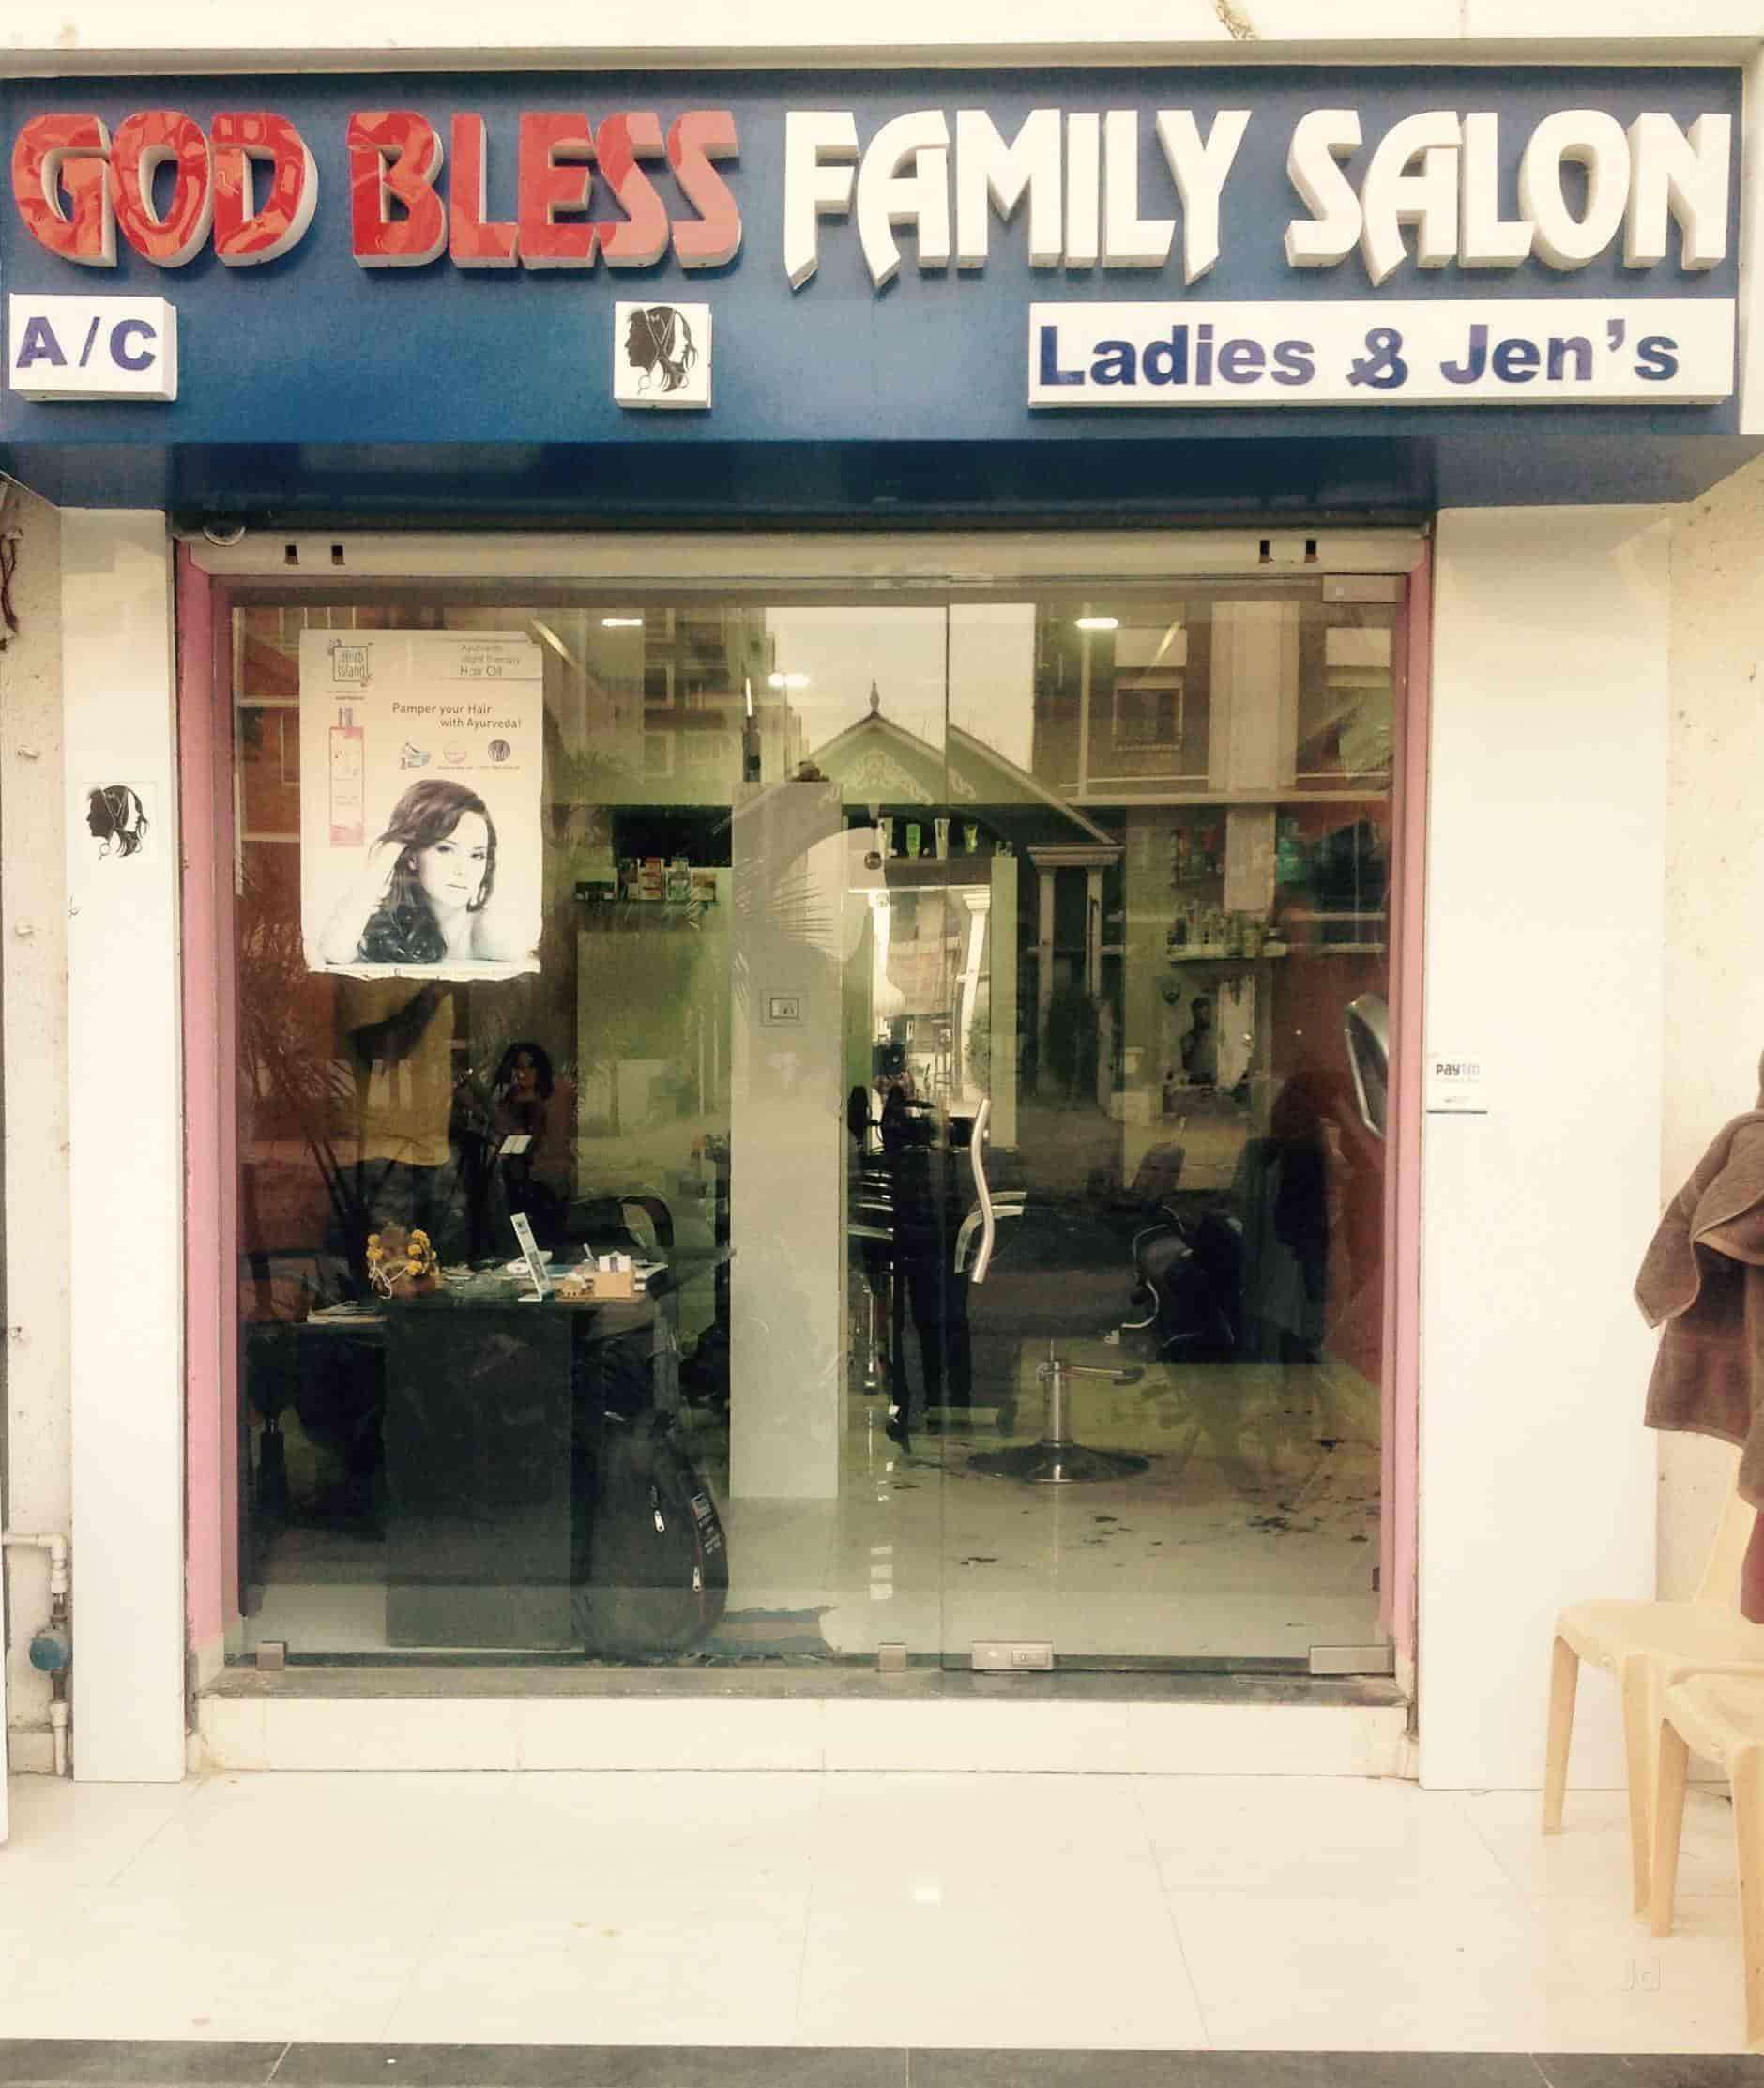 GOD BLESS FAMILY SALON
A/C
Ladies & Jen's
Herb
Island
Ayurvedic
Night Therapy
Hair Oil
Pamper your Hair
with Ayurveda!
Paytm
Jd